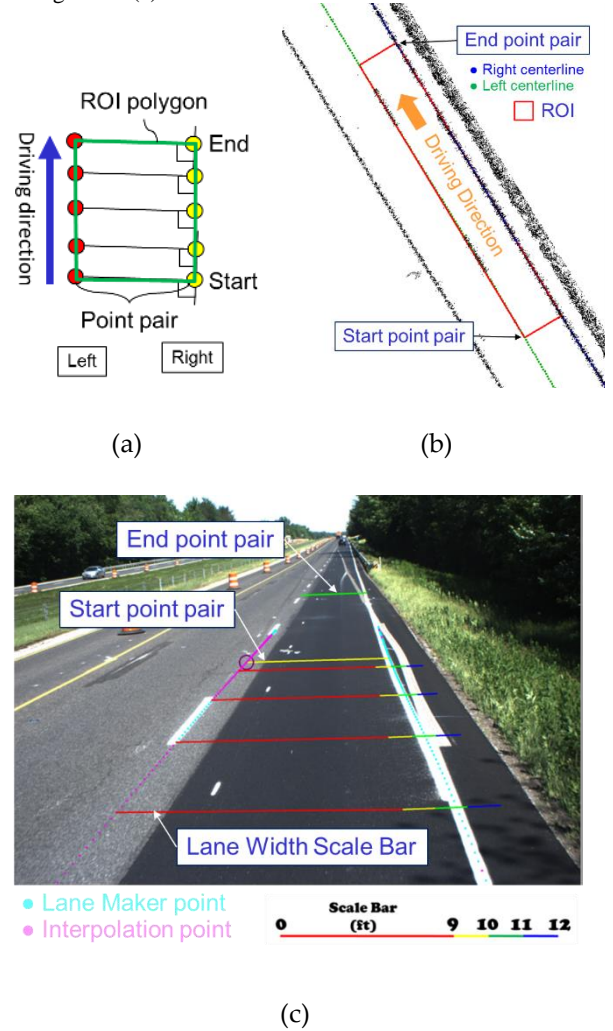 End point pair
● Right centerline
● Left centerline
ROI
Driving Direction
Start point pair
ROI polygon
Driving direction
End
Start
Point pair
Left
Right
(a)
(b)
End point pair
Start point pair
Lane Width Scale Bar
● Lane Maker point
● Interpolation point
Scale Bar
(ft)
0 9 10 11 12
(c)